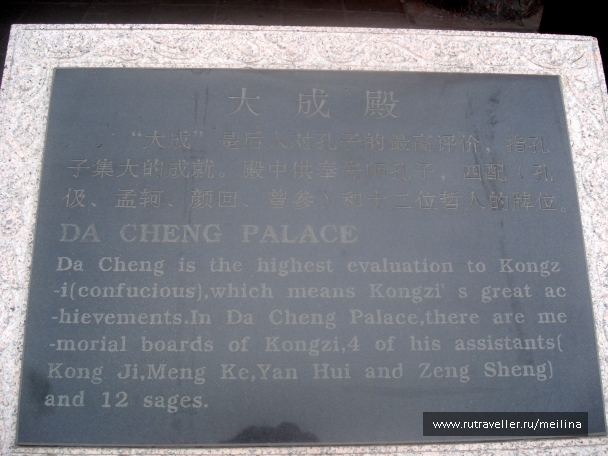 大成殿
“大成”是后人对孔子的最高评价，指孔
子集大的成就。殿中供奉 师孔子，四配（孔
伋、孟轲、颜回、曾参）和十二位哲人的牌位。
DA CHENG PALACE
Da Cheng is the highest evaluation to Kongz
-i(confucious),which means Kongzi's great ac
-hievements.In Da Cheng Palace,there are me
-morial boards of Kongzi,4 of his assistants(
Kong Ji,Meng Ke,Yan Hui and Zeng Sheng)
and 12 sages.
www.rutraveller.ru/meilina